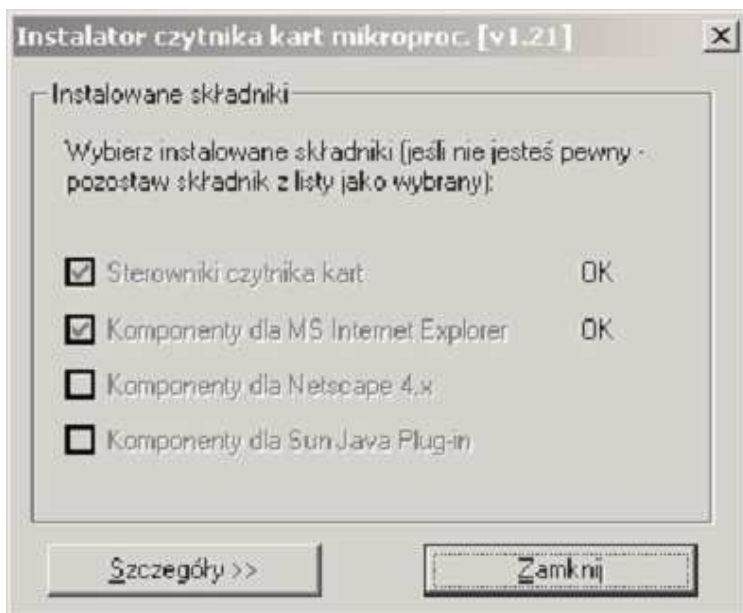 Instalator czytnika kart mikroproc. [v1.21]
Instalowane składniki
Wybierz instalowane składniki (jeśli nie jesteś pewny -
pozostaw składnik z listy jako wybrany):
Sterowniki czytnika kart OK
Komponenty dla MS Internet Explorer OK
Komponenty dla Netscape 4.x
Komponenty dla Sun Java Plug-in
Szczegóły >> Zamknij